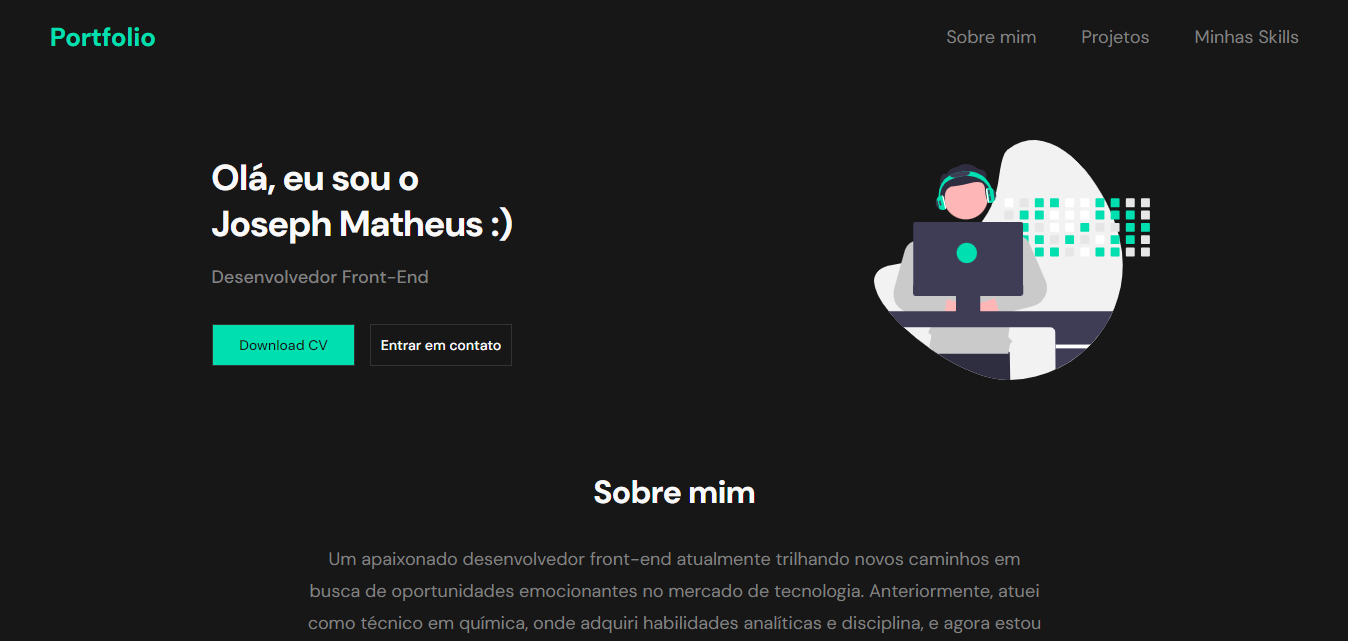 Portfolio
Sobre mim
Projetos
Minhas Skills
Olá, eu sou o
Joseph Matheus :)
Desenvolvedor Front-End
Download CV
Entrar em contato
Sobre mim
Um apaixonado desenvolvedor front-end atualmente trilhando novos caminhos em
busca de oportunidades emocionantes no mercado de tecnologia. Anteriormente, atuei
como técnico em química, onde adquiri habilidades analíticas e disciplina, e agora estou